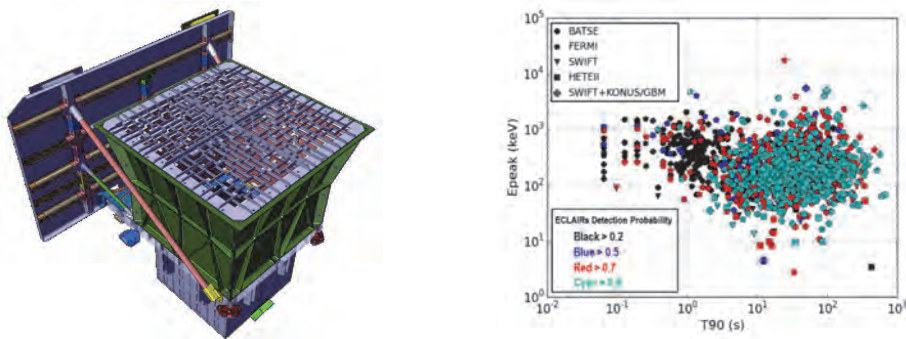 BATSE
FERMI
SWIFT
HETEII
SWIFT+KONUS/GBM
ECLAIRs Detection Probability
Black > 0.2
Blue > 0.5
Red > 0.7
Epeak (keV)
10^5
10^4
10^3
10^2
10^1
10^0
10^-2 10^-1 10^0 10^1 10^2 10^3
T90 (s)